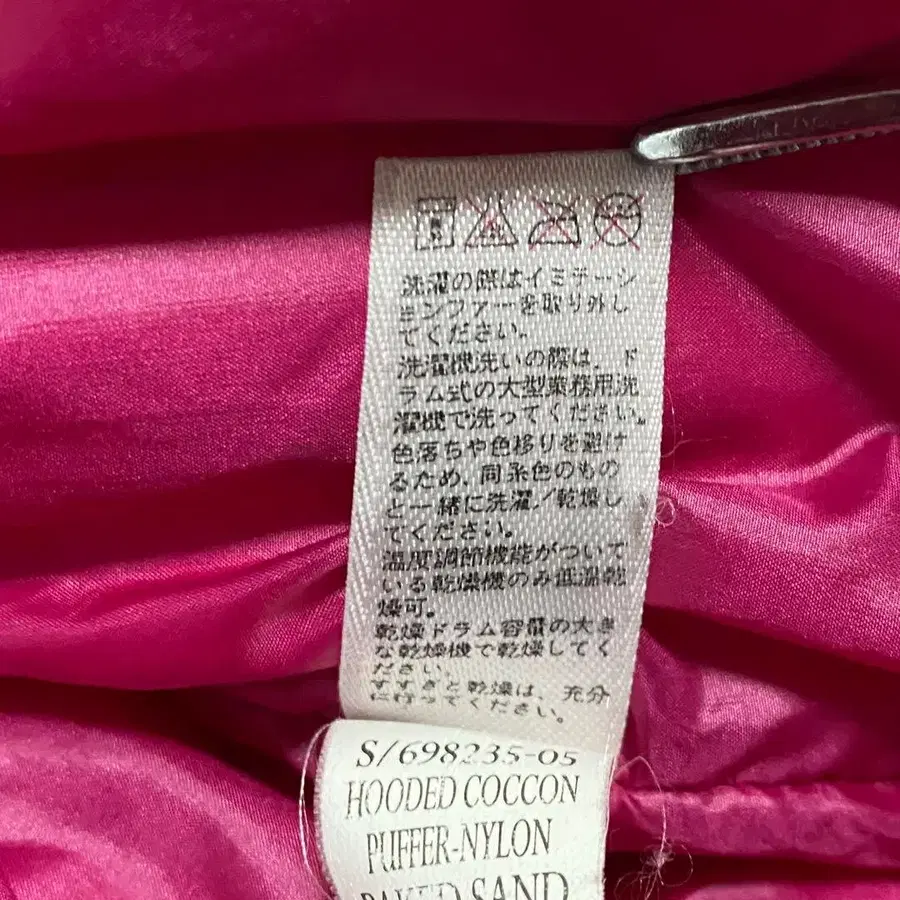 洗濯の際はイミテーシ
ョンファーを取り外し
てください。
洗濯機洗いの際は、ド
ラム式の大型業務用洗
濯機で洗ってください。
色落ちや色移りを避け
るため、同系色のもの
と一緒に洗濯/乾燥し
てください。
温度調節機能がついて
いる乾燥機のみ低温乾
燥可。
乾燥ドラム容量の大き
な乾燥機で乾燥してく
ださい。
すすぎと乾燥は、充分
に行ってください。
S/698235-05
HOODED COCCON
PUFFER-NYLON
BAKED SAND